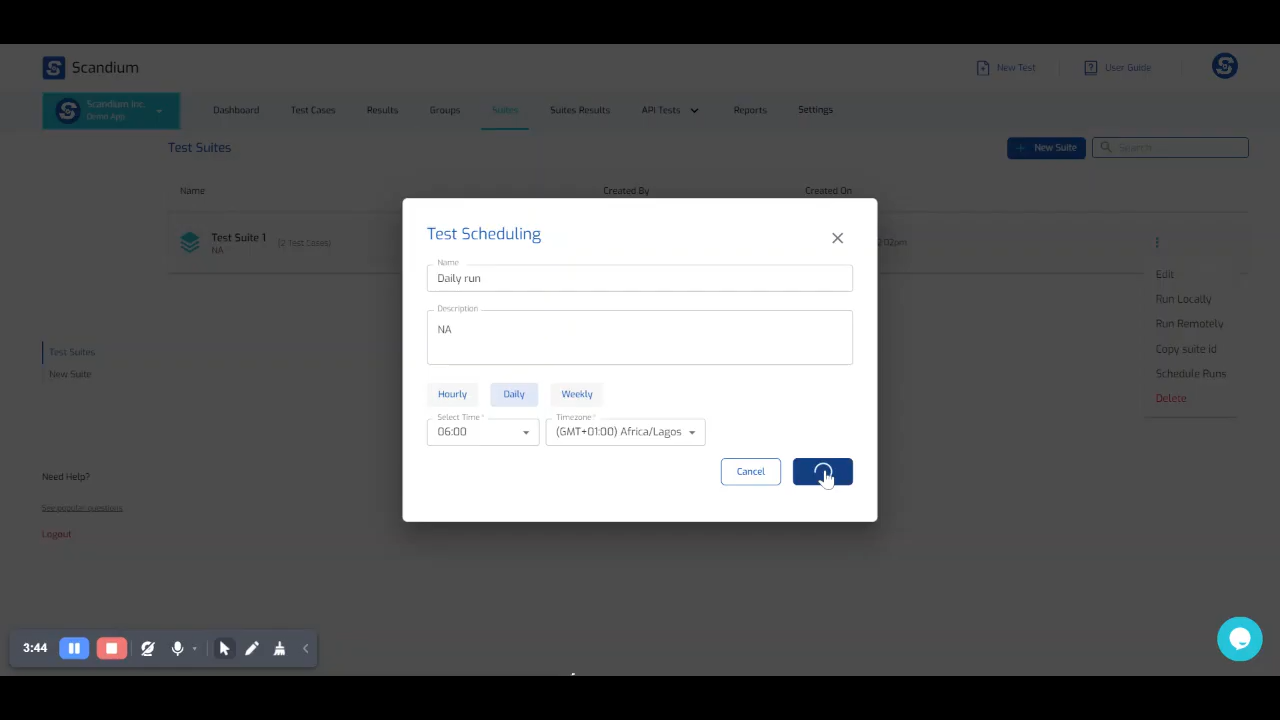 Scandium
New Test
User Guide
Scandium Inc.
Demo App
Dashboard
Test Cases
Results
Groups
Suites
Suites Results
API Tests
Reports
Settings
Test Suites
New Suite
Search...
Name
Created By
Created On
Test Suite 1
[2 Test Cases]
NA
2:02pm
Test Scheduling
Name
Daily run
Description
NA
Hourly
Daily
Weekly
Select Time *
Timezone *
06:00
(GMT+01:00) Africa/Lagos
Cancel
Edit
Run Locally
Run Remotely
Copy suite id
Schedule Runs
Delete
Test Suites
New Suite
Need Help?
See popular questions
Logout
3:44